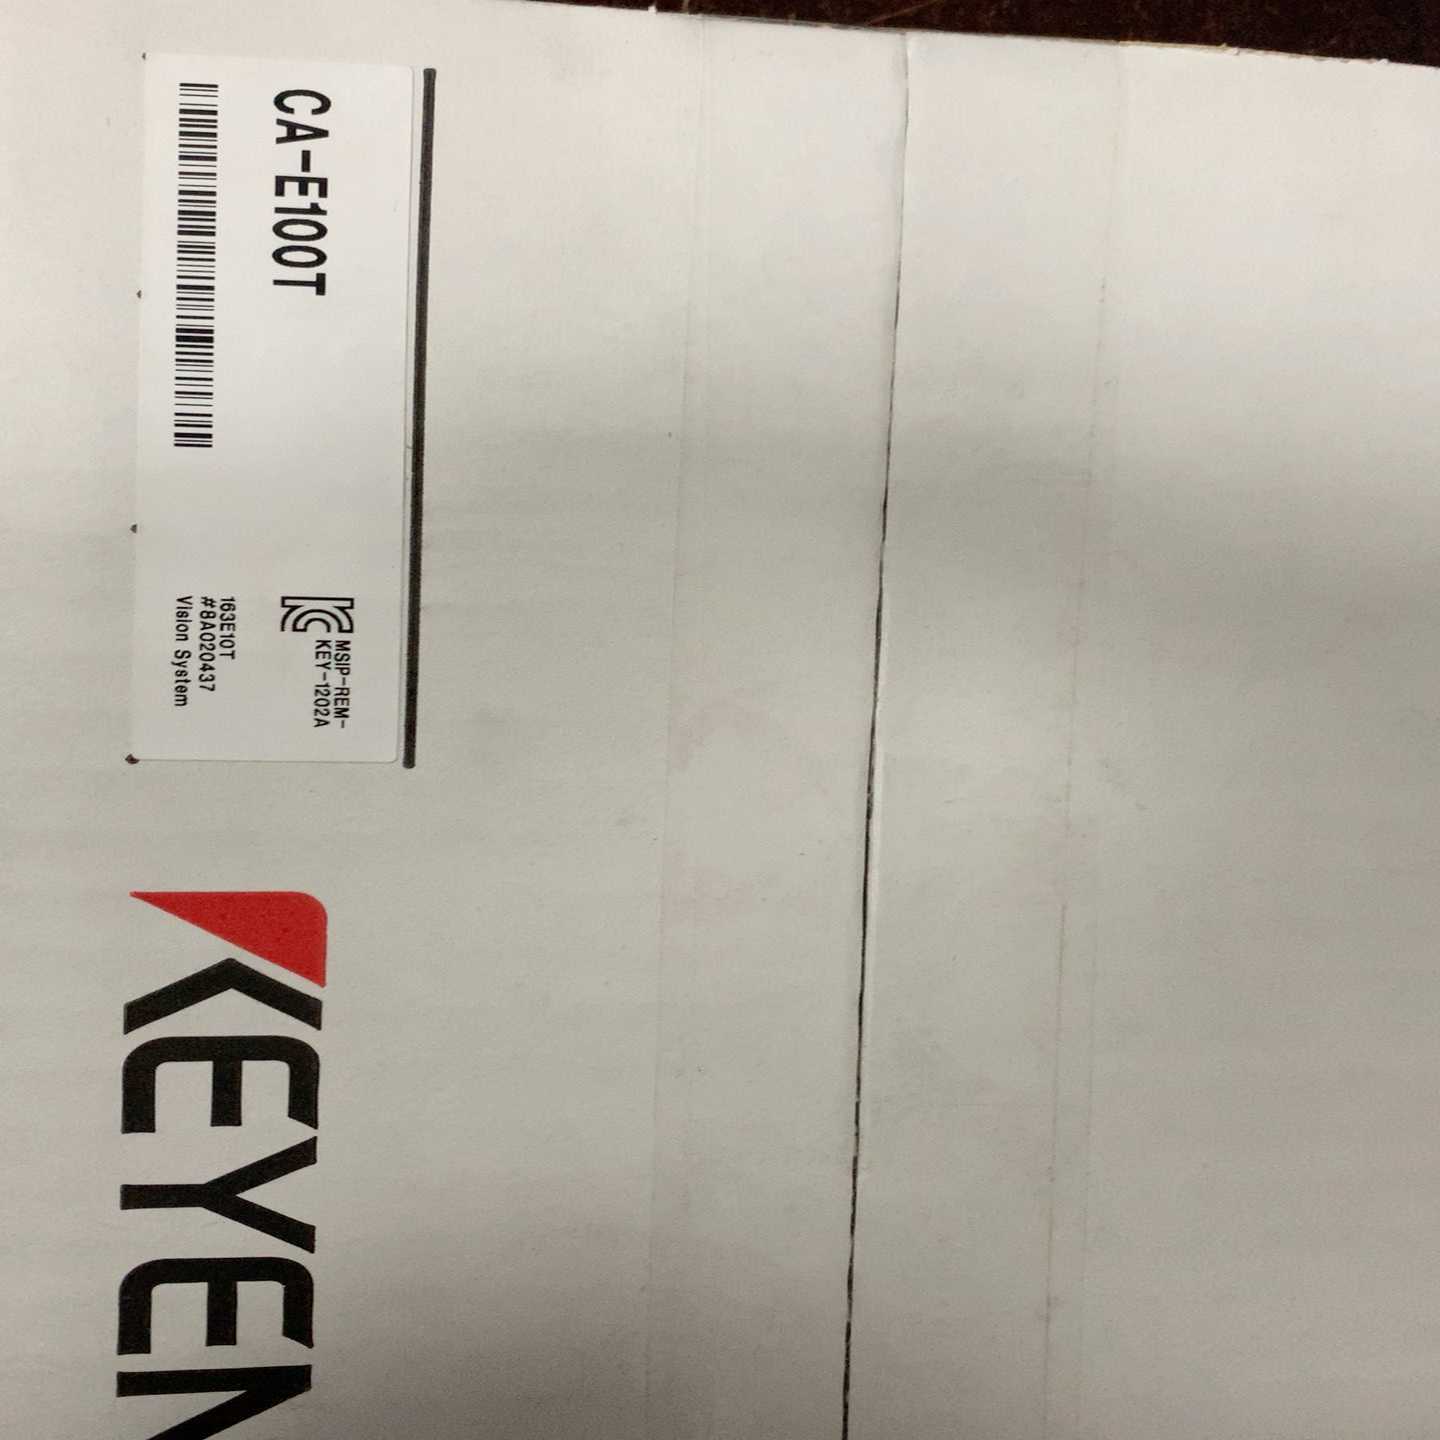 CA-E100T
MSIP-REM-
KEY-1202A
163E10T
#8A020437
Vision System
KEYEN